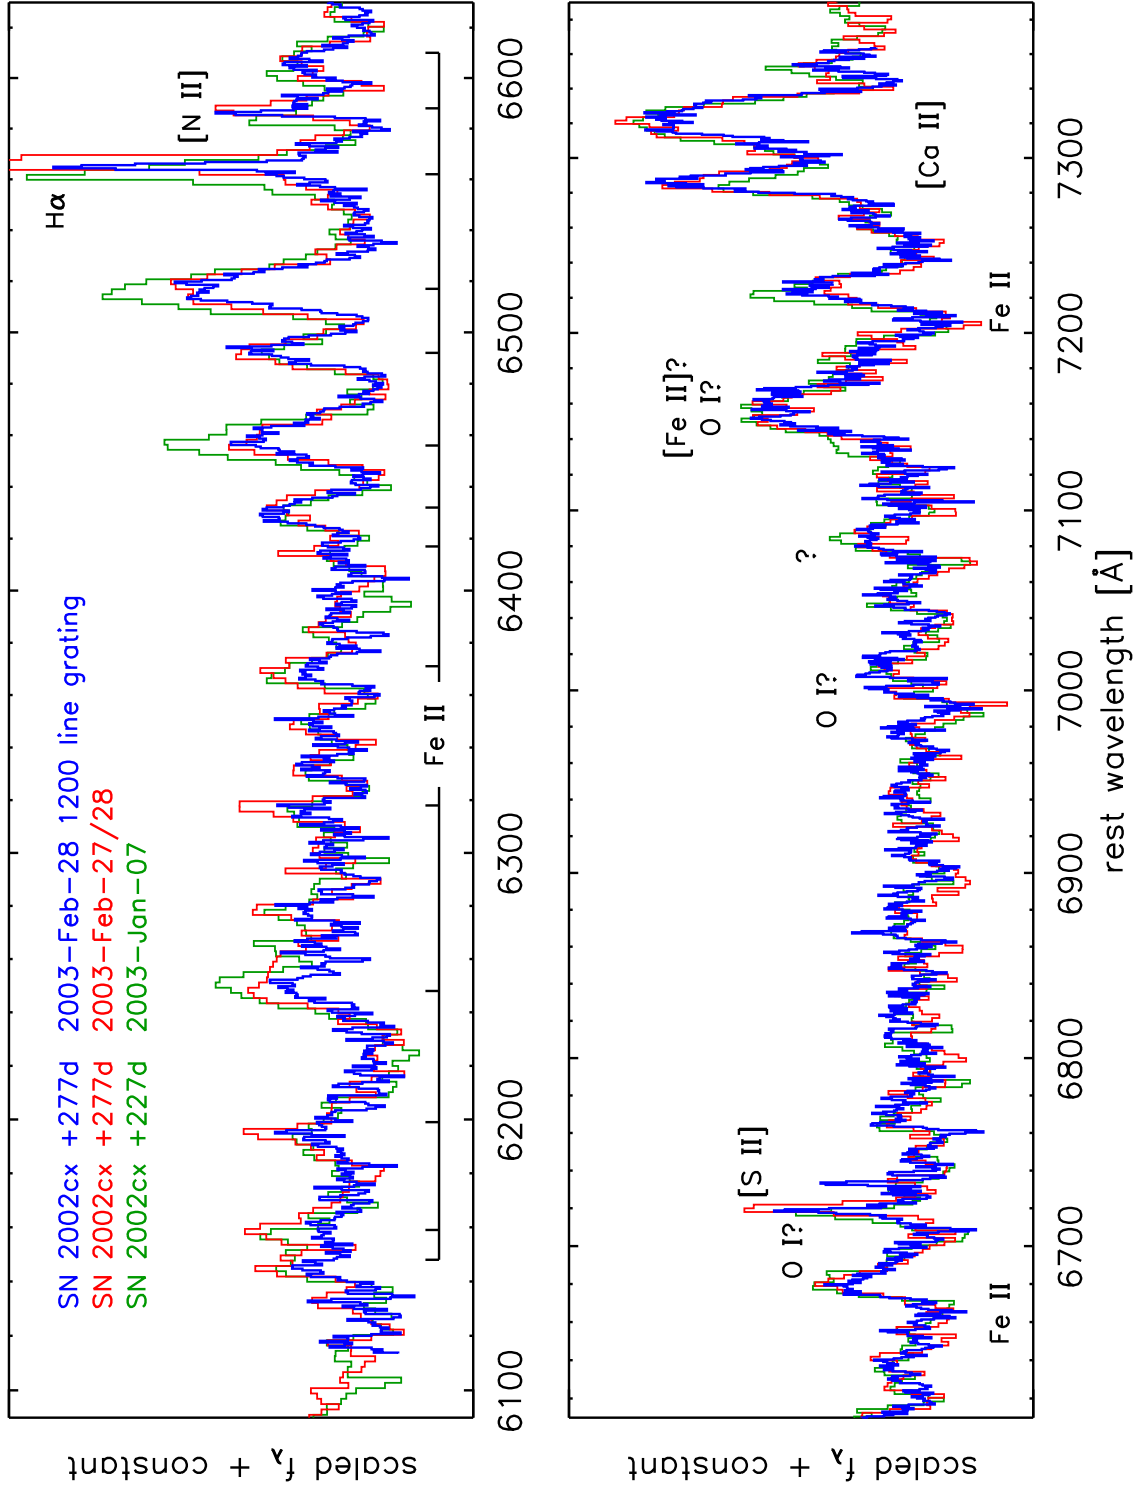 SN 2002cx +277d 2003-Feb-28 1200 line grating
SN 2002cx +277d 2003-Feb-27/28
SN 2002cx +227d 2003-Jan-07
Hα
[N II]
Fe II
6100 6200 6300 6400 6500 6600
scaled fλ + constant
[Fe II]?
O I?
[S II]
O I?
O I?
?
[Ca II]
Fe II
Fe II
6700 6800 6900 7000 7100 7200 7300
scaled fλ + constant
rest wavelength [Å]